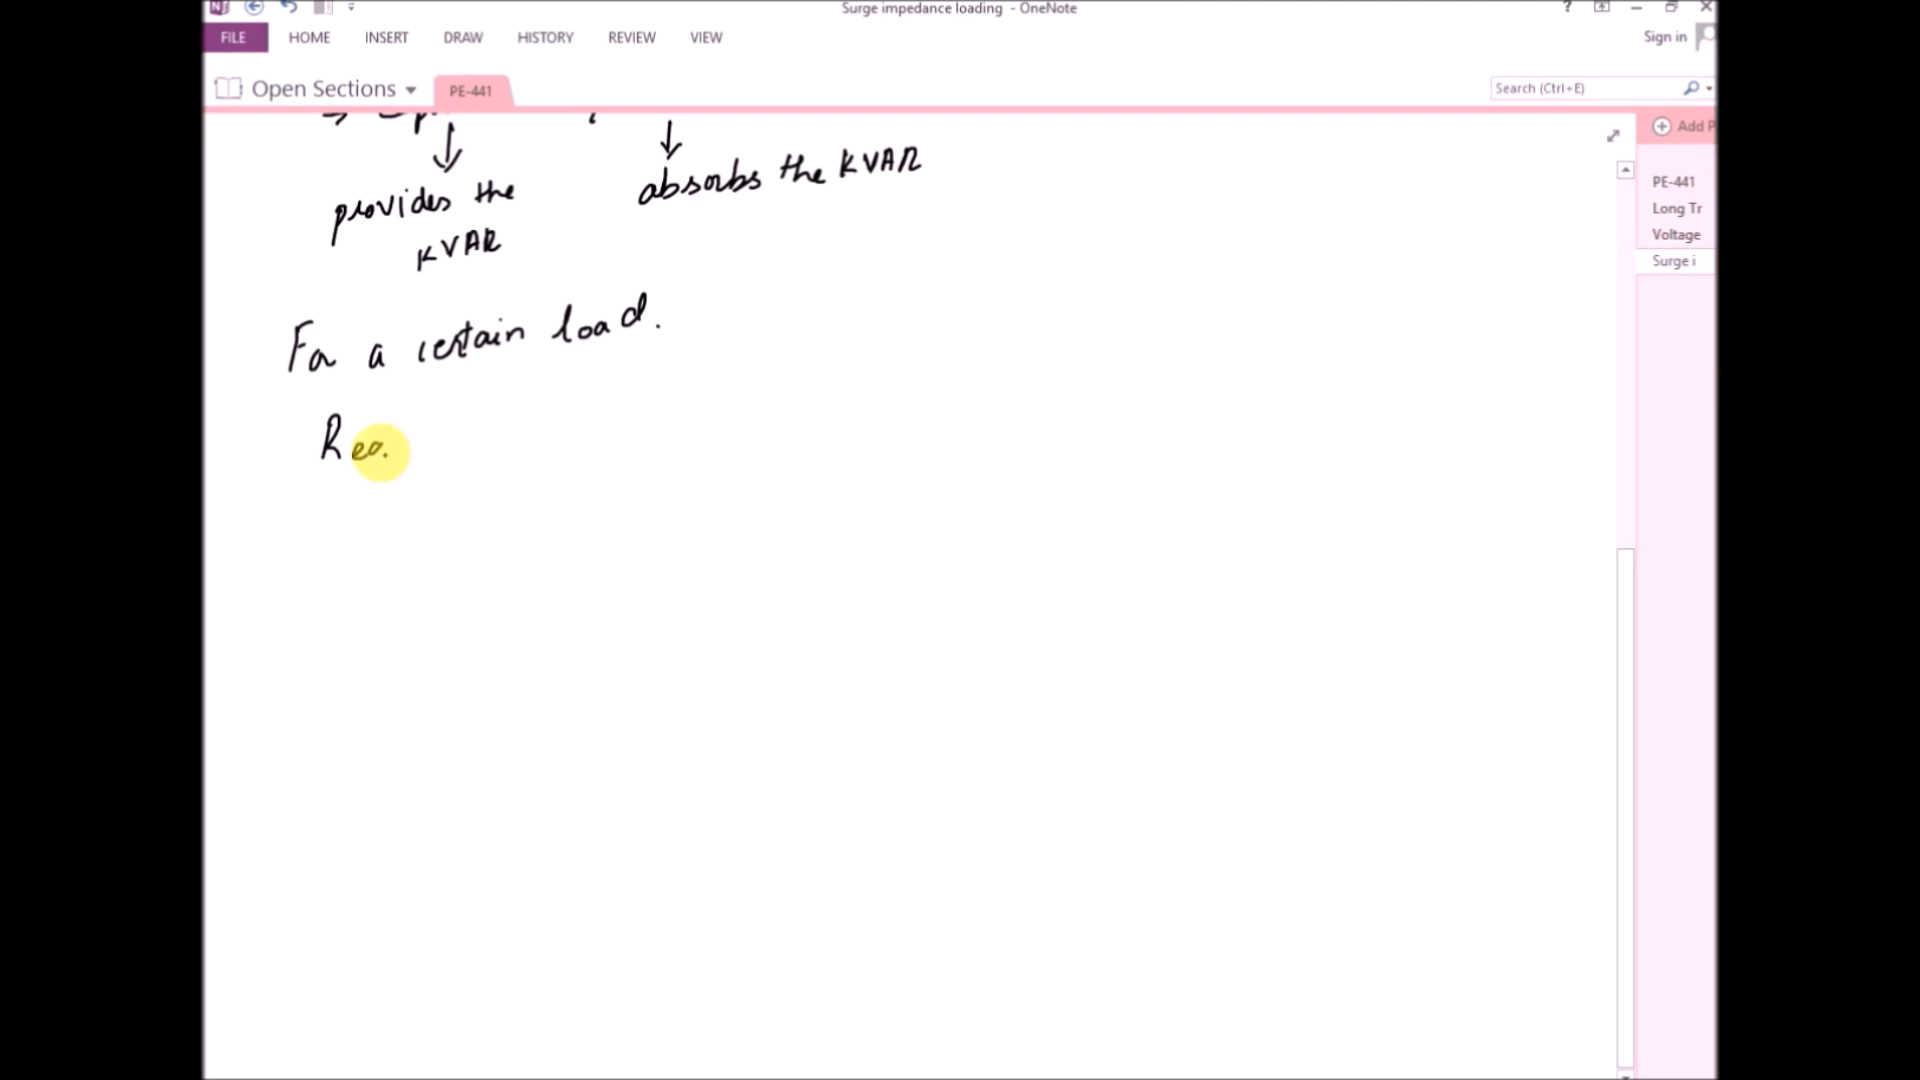 Surge impedance loading - OneNote
FILE HOME INSERT DRAW HISTORY REVIEW VIEW
Sign in
Open Sections PE-441
Search (Ctrl+E)
Add P
PE-441
Long Tr
Voltage
Surge i
provides the
KVAR
absorbs the KVAR
For a certain load.
Rea